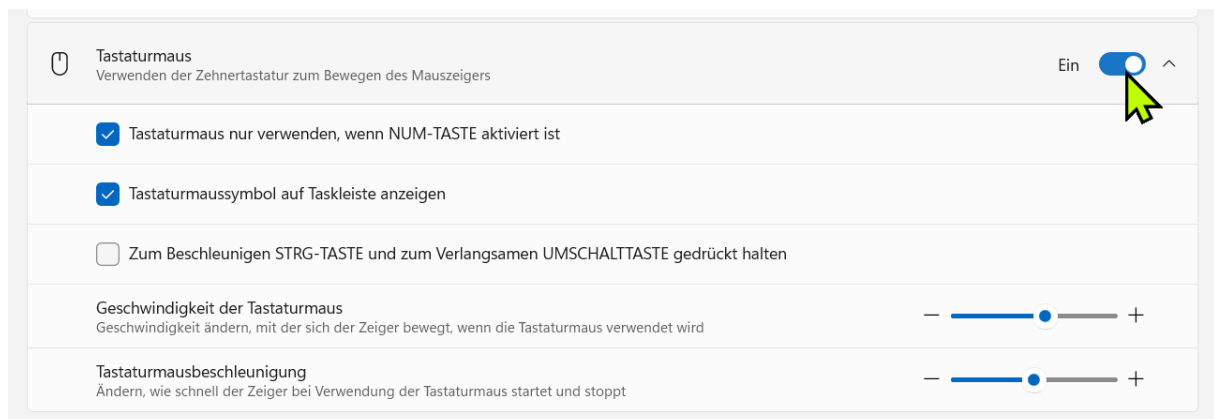 Tastaturmaus
Verwenden der Zehnertastatur zum Bewegen des Mauszeigers
Ein
Tastaturmaus nur verwenden, wenn NUM-TASTE aktiviert ist
Tastaturmaussymbol auf Taskleiste anzeigen
Zum Beschleunigen STRG-TASTE und zum Verlangsamen UMSCHALTTASTE gedrückt halten
Geschwindigkeit der Tastaturmaus
Geschwindigkeit ändern, mit der sich der Zeiger bewegt, wenn die Tastaturmaus verwendet wird
Tastaturmausbeschleunigung
Ändern, wie schnell der Zeiger bei Verwendung der Tastaturmaus startet und stoppt